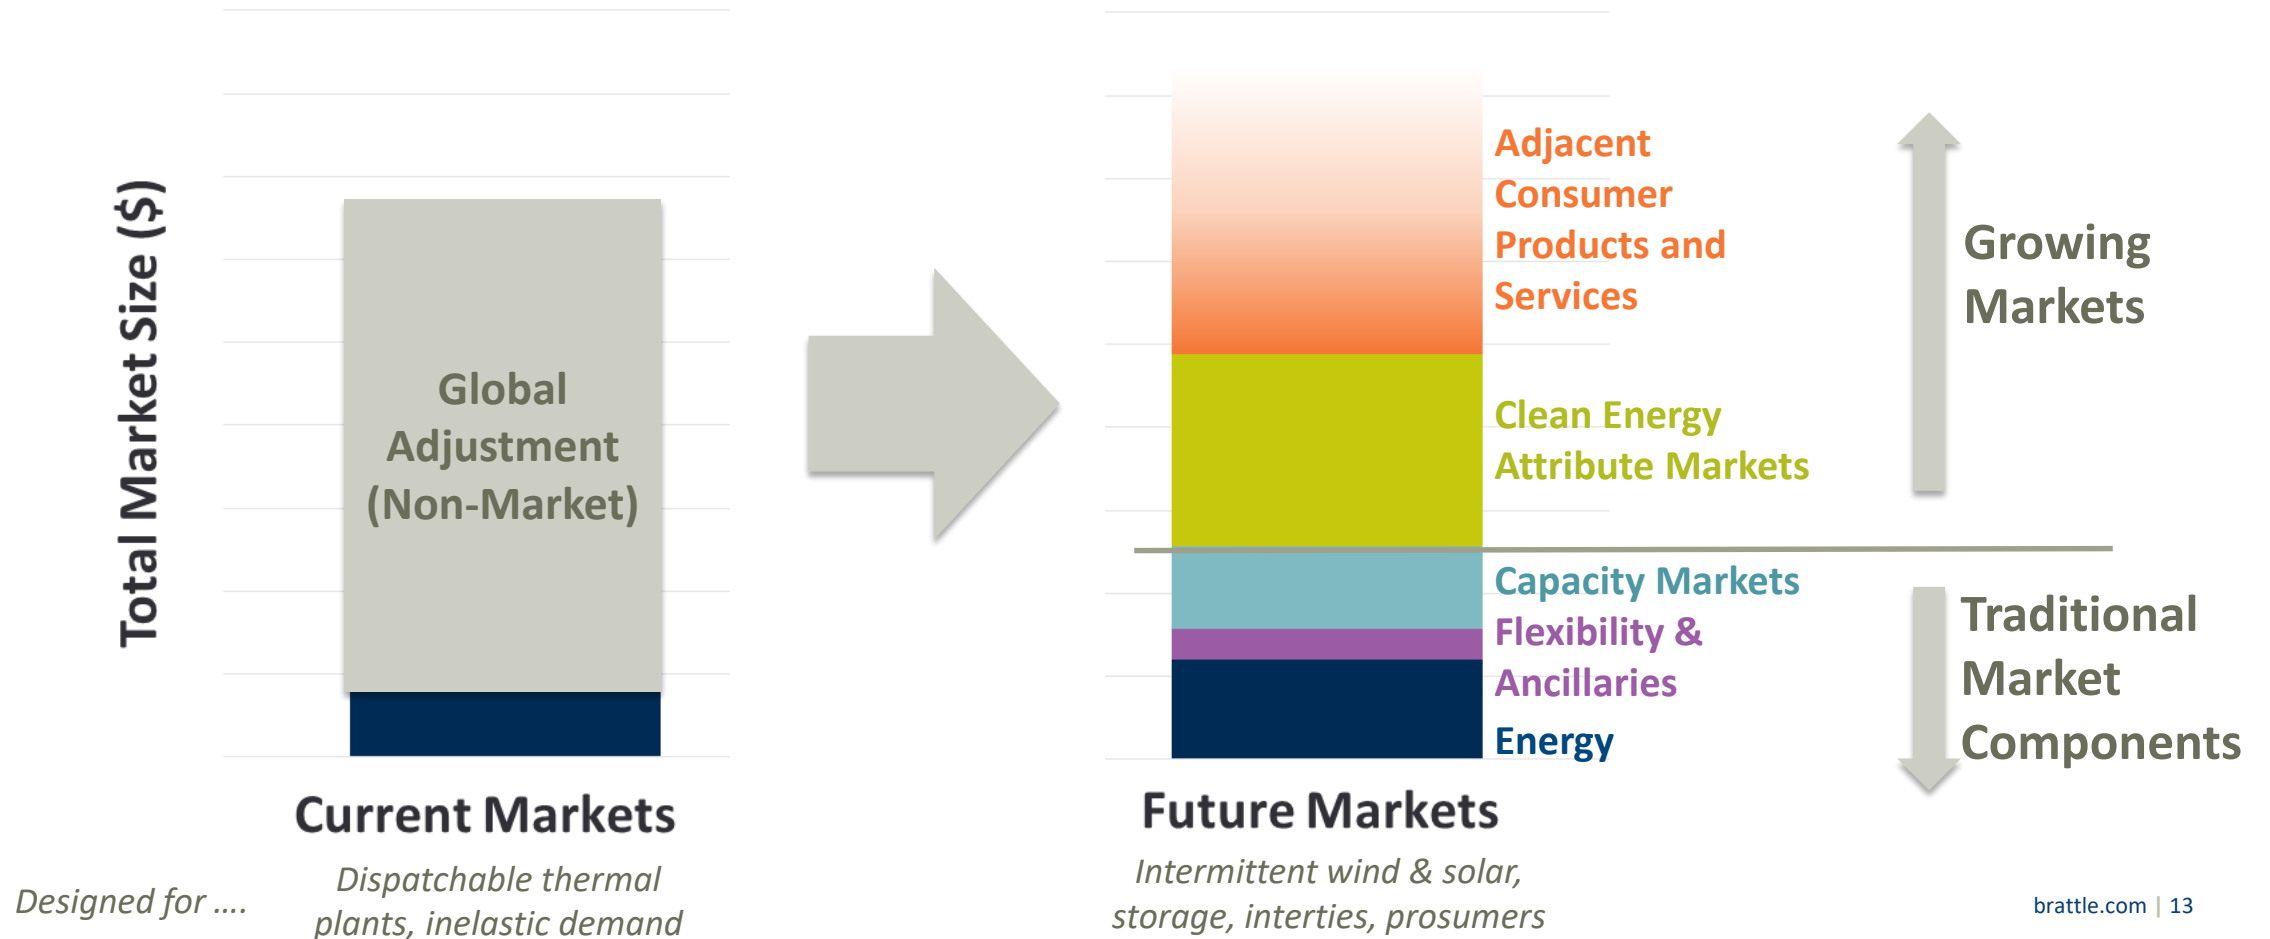 Total Market Size ($)
Global
Adjustment
(Non-Market)
Current Markets
Designed for ....
Dispatchable thermal
plants, inelastic demand
Adjacent
Consumer
Products and
Services
Clean Energy
Attribute Markets
Capacity Markets
Flexibility &
Ancillaries
Energy
Growing
Markets
Traditional
Market
Components
Future Markets
Intermittent wind & solar,
storage, interties, prosumers
brattle.com | 13